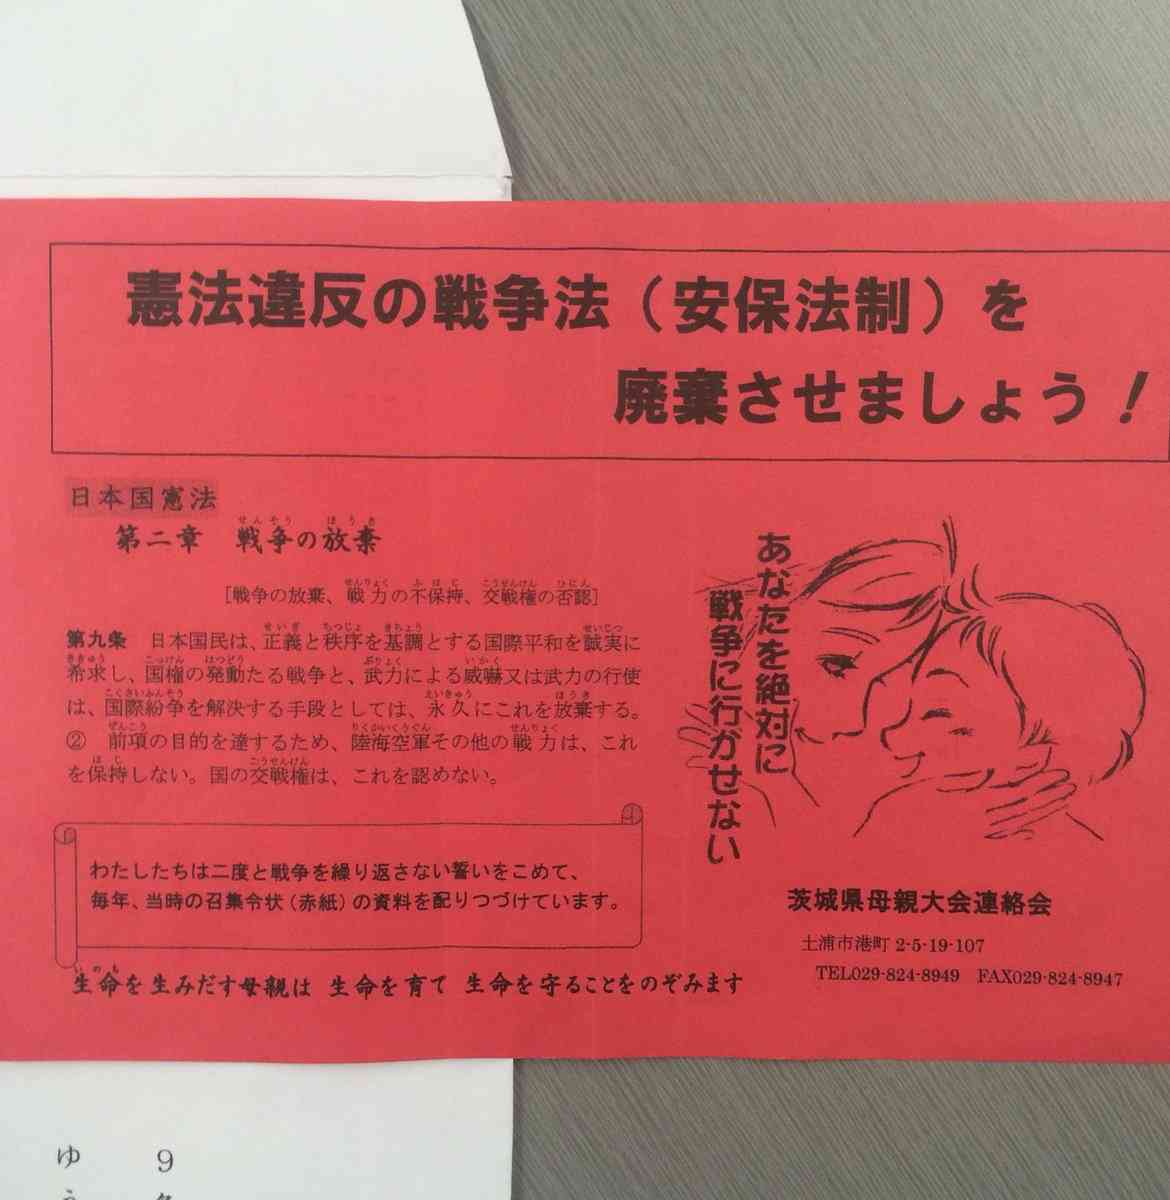 憲法違反の戦争法（安保法制）を
廃棄させましょう！
日本国憲法
第二章　戦争の放棄
［戦争の放棄、戦力の不保持、交戦権の否認］
第九条　日本国民は、正義と秩序を基調とする国際平和を誠実に
希求し、国権の発動たる戦争と、武力による威嚇又は武力の行使
は、国際紛争を解決する手段としては、永久にこれを放棄する。
②　前項の目的を達するため、陸海空軍その他の戦力は、これ
を保持しない。国の交戦権は、これを認めない。
わたしたちは二度と戦争を繰り返さない誓いをこめて、
毎年、当時の召集令状（赤紙）の資料を配りつづけています。
生命を生みだす母親は　生命を育て　生命を守ることをのぞみます
あなたを絶対に
戦争に行かせない
茨城県母親大会連絡会
土浦市港町 2-5-19-107
TEL029-824-8949　FAX029-824-8947
9
ゆ